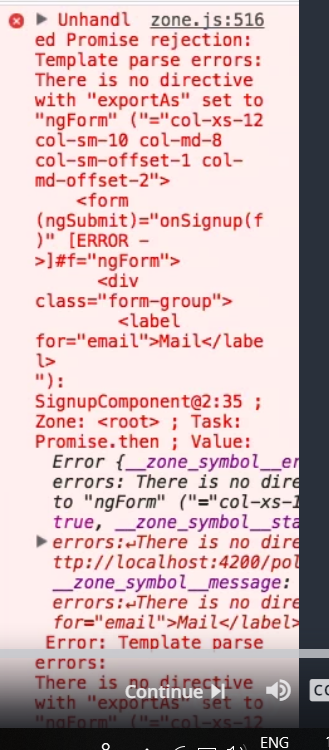 Unhandl zone.js:516
ed Promise rejection:
Template parse errors:
There is no directive
with "exportAs" set to
"ngForm" ("="col-xs-12
col-sm-10 col-md-8
col-sm-offset-1 col-
md-offset-2">
<form
(ngSubmit)="onSignup(f
)" [ERROR -
>]#f="ngForm">
<div
class="form-group">
<label
for="email">Mail</labe
l>
"):
SignupComponent@2:35 ;
Zone: <root> ; Task:
Promise.then ; Value:
Error {__zone_symbol__er
errors: There is no dire
to "ngForm" ("="col-xs-1
true, __zone_symbol__sta
errors:↵There is no dire
ttp://localhost:4200/pol
__zone_symbol__message:
errors:↵There is no dire
for="email">Mail</label>
Error: Template parse
errors:
There is no directive
with "exportAs" set to
Continue
CC
"ngForm" ("="col-xs-12
ENG